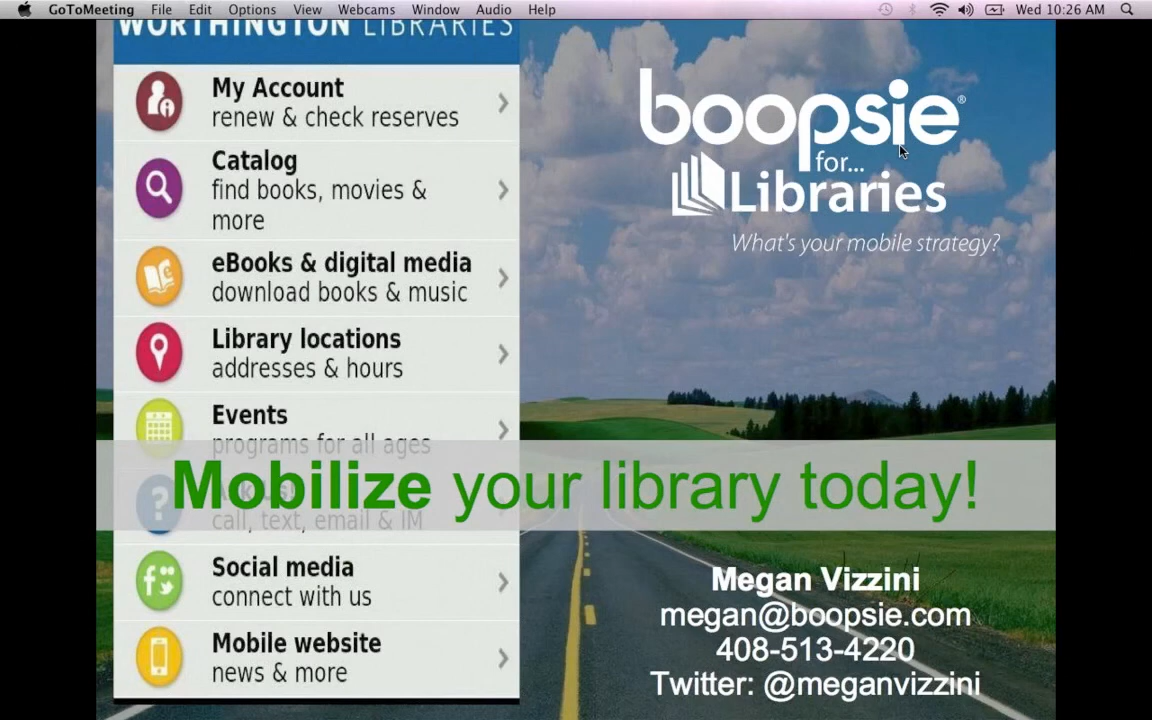 GoToMeeting File Edit Options View Webcams Window Audio Help Wed 10:26 AM
WORTHINGTON LIBRARIES
My Account
renew & check reserves
Catalog
find books, movies &
more
eBooks & digital media
download books & music
Library locations
addresses & hours
Events
programs for all ages
call, text, email & IM
Social media
connect with us
Mobile website
news & more
boopsie®
for...
Libraries
What's your mobile strategy?
Mobilize your library today!
Megan Vizzini
megan@boopsie.com
408-513-4220
Twitter: @meganvizzini